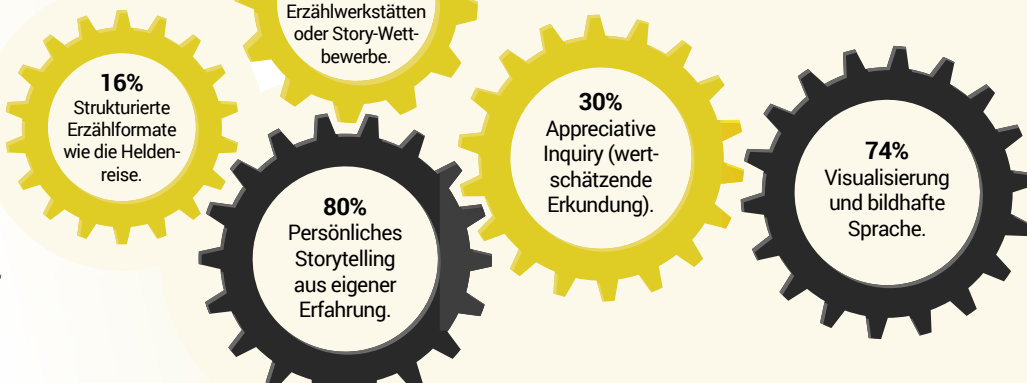 Erzählwerkstätten
oder Story-Wett-
bewerbe.
16%
Strukturierte
Erzählformate
wie die Helden-
reise.
30%
Appreciative
Inquiry (wert-
schätzende
Erkundung).
74%
Visualisierung
und bildhafte
Sprache.
80%
Persönliches
Storytelling
aus eigener
Erfahrung.